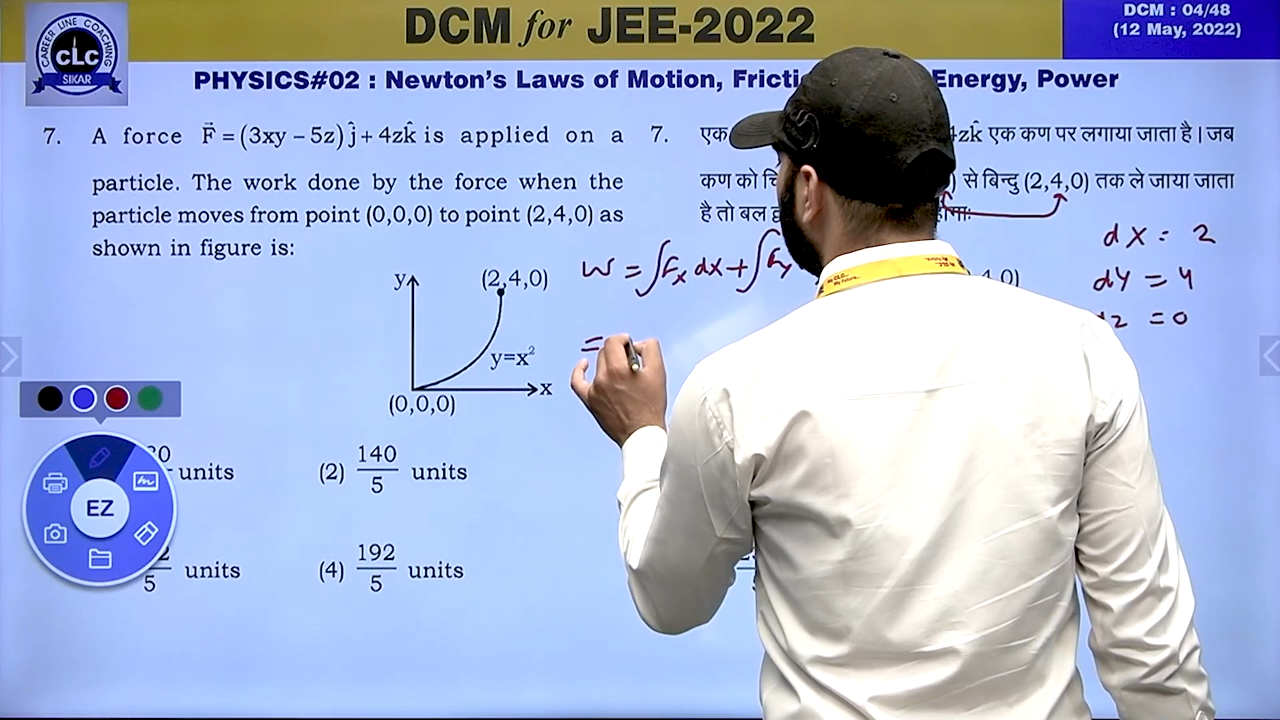 DCM for JEE-2022
DCM : 04/48
(12 May, 2022)
CAREER LINE COACHING
CLC
SIKAR
PHYSICS#02 : Newton's Laws of Motion, Energy, Power
7. A force F⃗ = (3xy – 5z) ĵ + 4zk̂ is applied on a
particle. The work done by the force when the
particle moves from point (0,0,0) to point (2,4,0) as
shown in figure is:
y
(2,4,0)
y=x²
x
(0,0,0)
units
(2) 140/5 units
5 units
(4) 192/5 units
EZ
7. एक 4zk̂ एक कण पर लगाया जाता है। जब
कण को से बिन्दु (2,4,0) तक ले जाया जाता
है तो बल होगा:
W = ∫Fx dx + ∫Fy
=
dx = 2
dy = 4
dz = 0